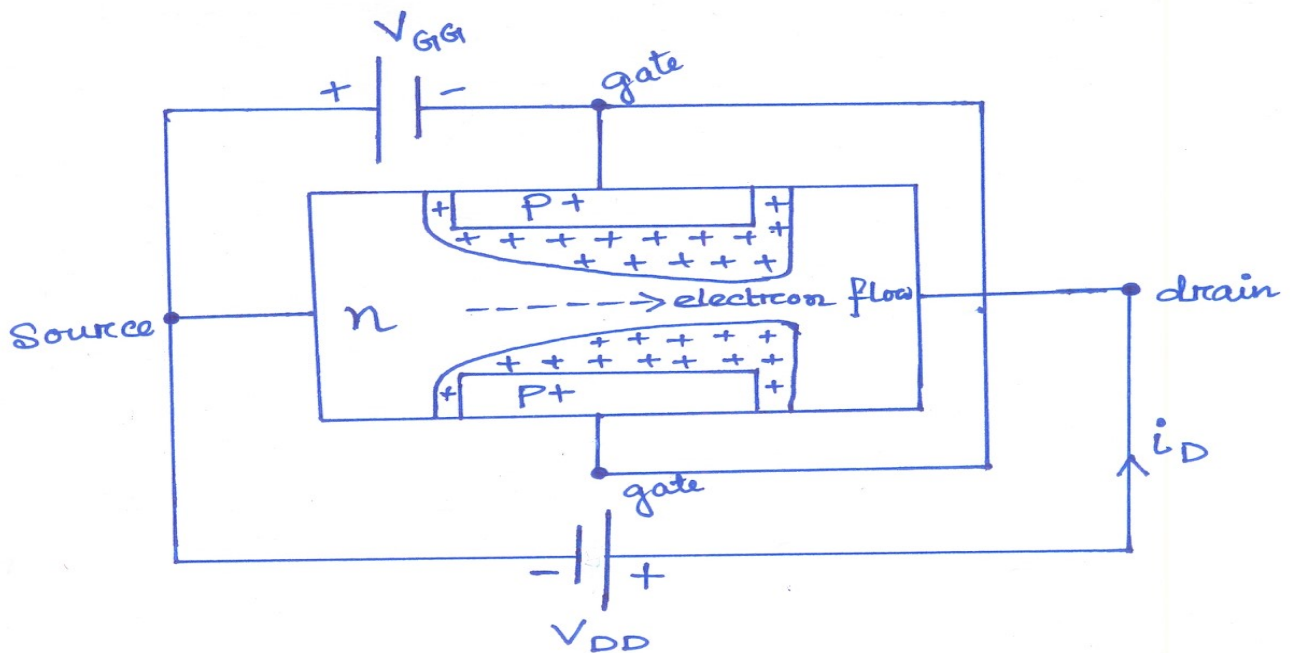 VGG
+ -
gate
+ P+ +
+ + + + + + + +
+ + + + +
n
electron flow
Source
drain
+ + + + +
+ + + + + + +
+ P+ +
iD
gate
- +
VDD